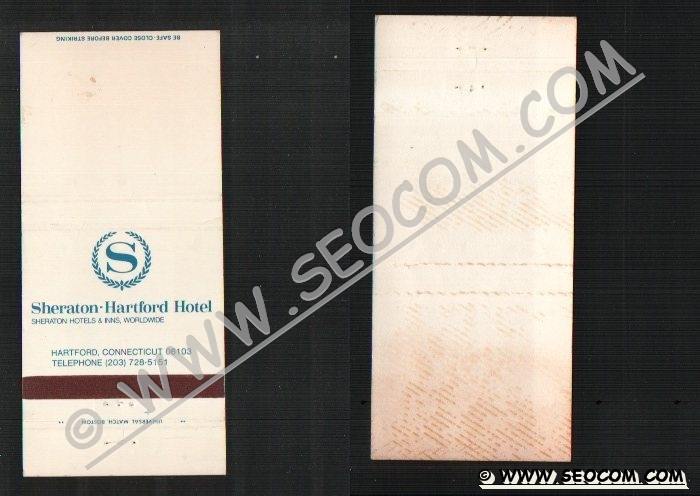 BE SAFE-CLOSE COVER BEFORE STRIKING
S
Sheraton-Hartford Hotel
SHERATON HOTELS & INNS, WORLDWIDE
HARTFORD, CONNECTICUT 06103
TELEPHONE (203) 728-5151
UNIVERSAL MATCH, BOSTON
© WWW.SEOCOM.COM
© WWW.SEOCOM.COM